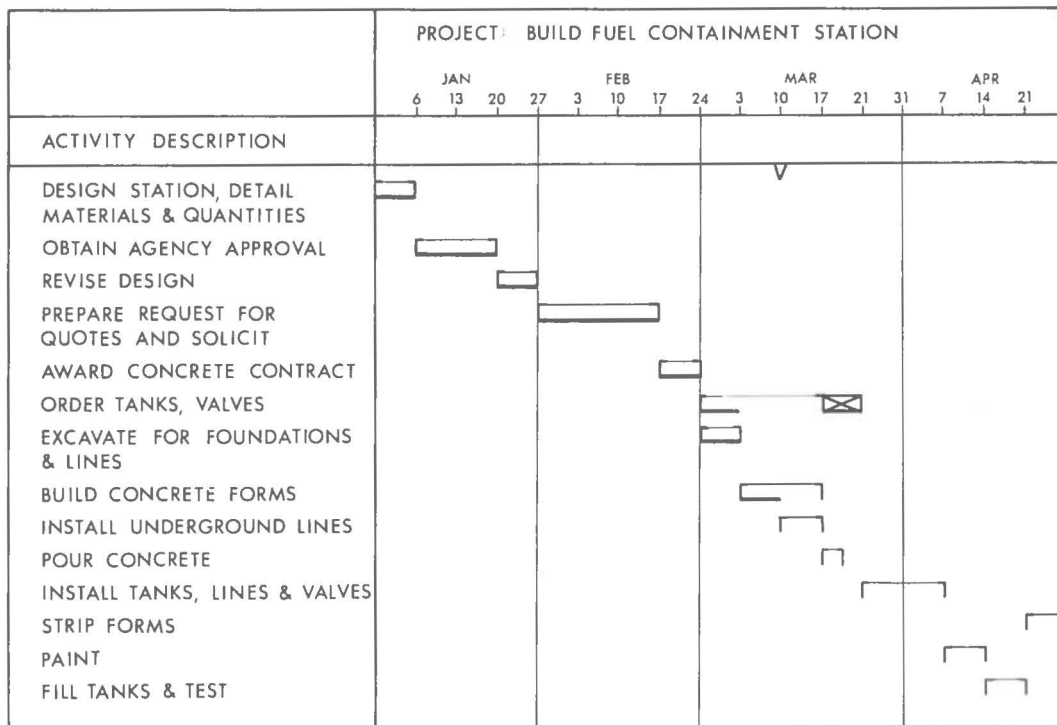 PROJECT: BUILD FUEL CONTAINMENT STATION
JAN FEB MAR APR
6 13 20 27 3 10 17 24 3 10 17 21 31 7 14 21
ACTIVITY DESCRIPTION
V
DESIGN STATION, DETAIL
MATERIALS & QUANTITIES
OBTAIN AGENCY APPROVAL
REVISE DESIGN
PREPARE REQUEST FOR
QUOTES AND SOLICIT
AWARD CONCRETE CONTRACT
ORDER TANKS, VALVES
EXCAVATE FOR FOUNDATIONS
& LINES
BUILD CONCRETE FORMS
INSTALL UNDERGROUND LINES
POUR CONCRETE
INSTALL TANKS, LINES & VALVES
STRIP FORMS
PAINT
FILL TANKS & TEST